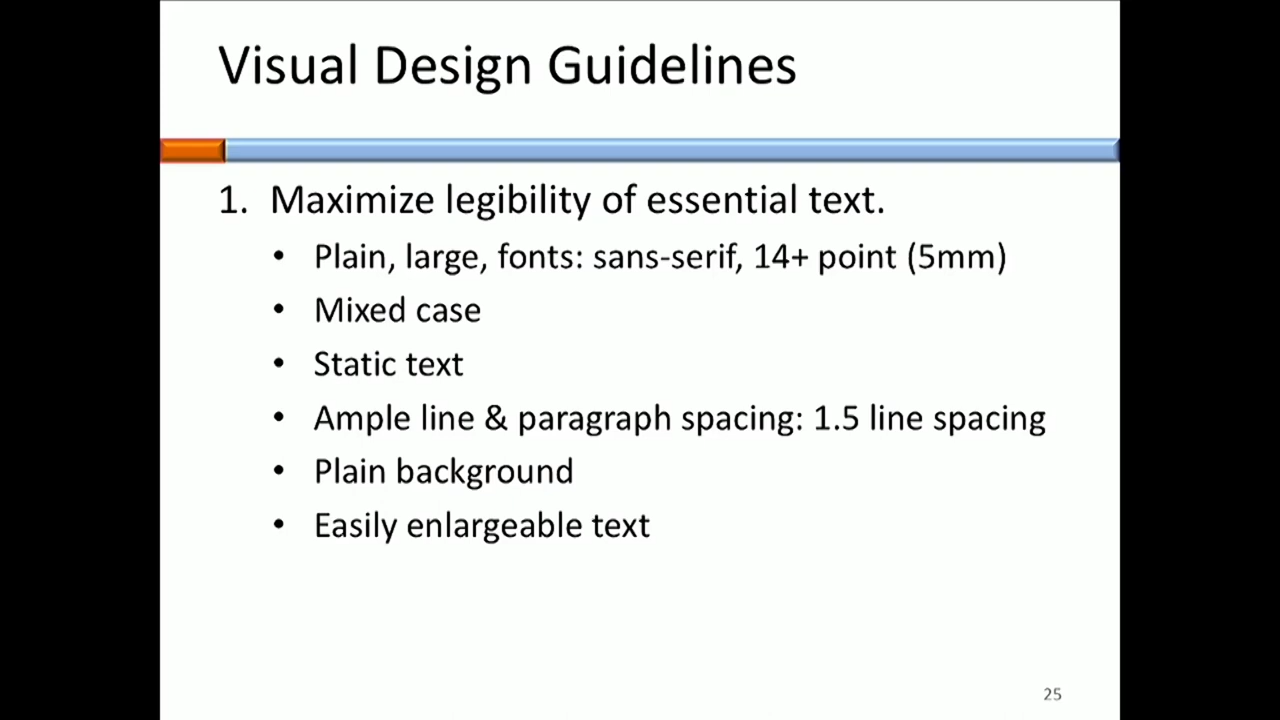 Visual Design Guidelines
1. Maximize legibility of essential text.
• Plain, large, fonts: sans-serif, 14+ point (5mm)
• Mixed case
• Static text
• Ample line & paragraph spacing: 1.5 line spacing
• Plain background
• Easily enlargeable text
25